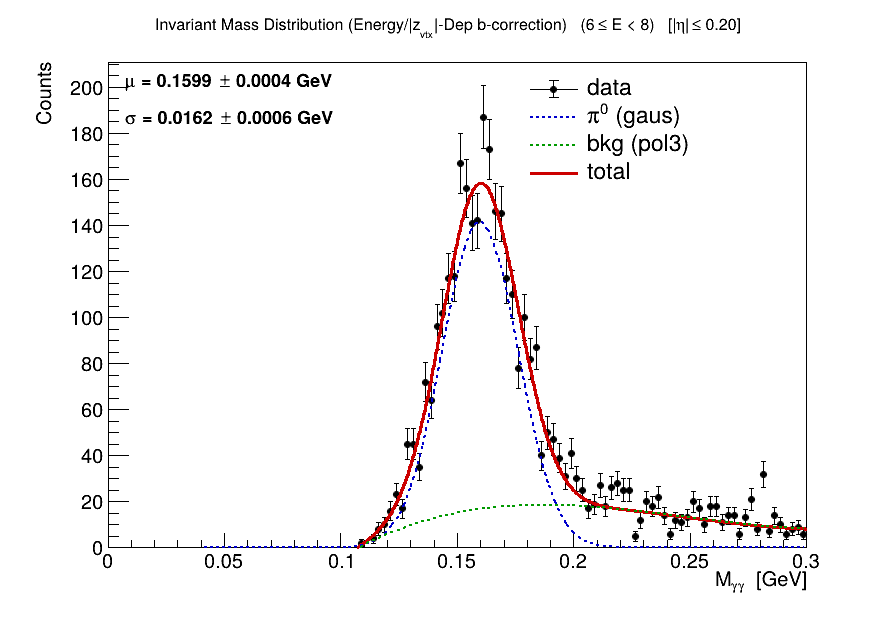 Invariant Mass Distribution (Energy/|z_vtx|-Dep b-correction) (6 ≤ E < 8) [|η| ≤ 0.20]
Counts
μ = 0.1599 ± 0.0004 GeV
σ = 0.0162 ± 0.0006 GeV
data
π⁰ (gaus)
bkg (pol3)
total
200
180
160
140
120
100
80
60
40
20
0
0 0.05 0.1 0.15 0.2 0.25 0.3
M_γγ [GeV]